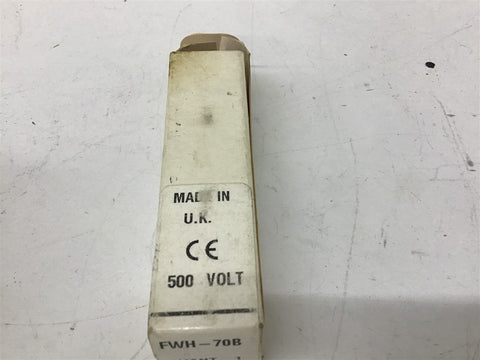 MADE IN
U.K.
CE
500 VOLT
FWH-70B